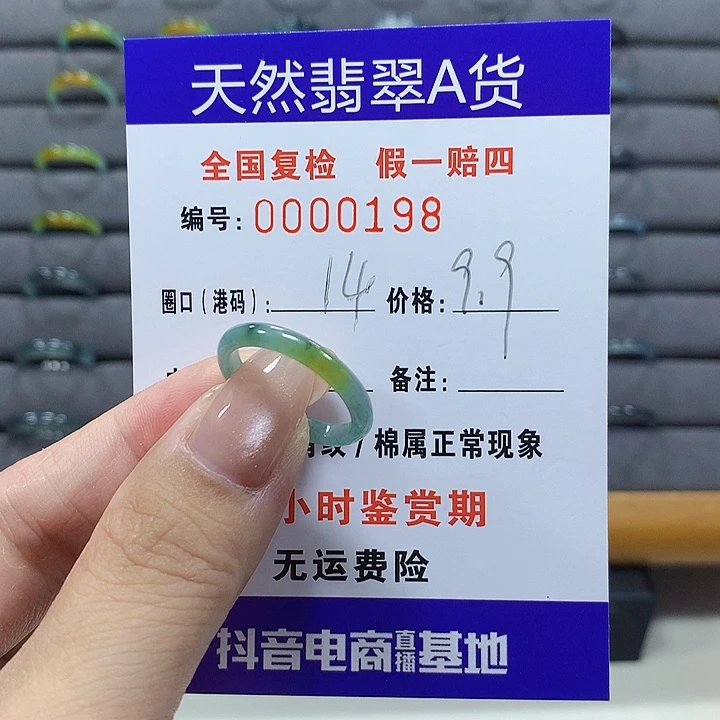 天然翡翠A货
全国复检 假一赔四
编号: 0000198
圈口(港码): 14 价格: 9.9
备注:
纹/棉属正常现象
小时鉴赏期
无运费险
抖音电商直播基地